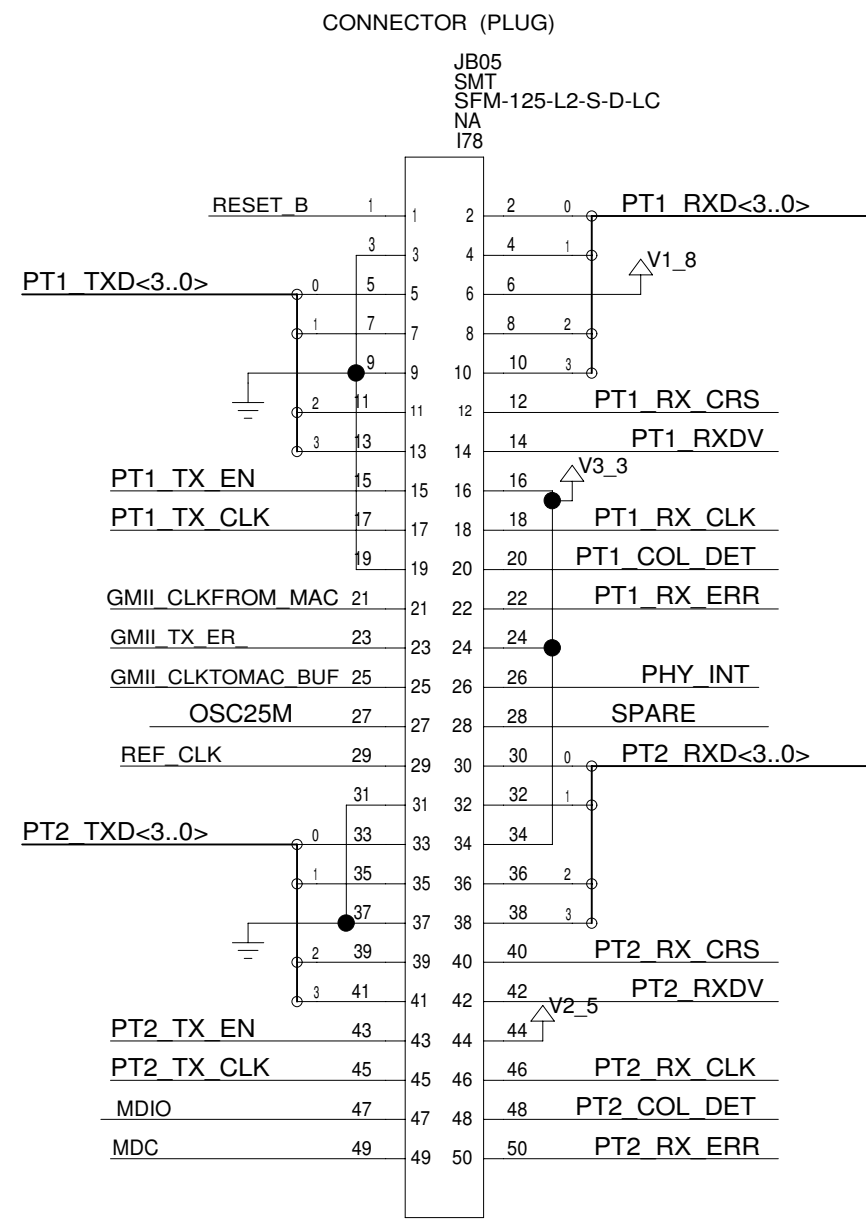 CONNECTOR (PLUG)
JB05
SMT
SFM-125-L2-S-D-LC
NA
I78
RESET_B 1 1 2 2 0 PT1_RXD<3..0>
3 3 4 4 1
V1_8
PT1_TXD<3..0> 0 5 5 6 6
1 7 7 8 8 2
9 9 10 10 3
2 11 11 12 12 PT1_RX_CRS
3 13 13 14 14 PT1_RXDV
V3_3
PT1_TX_EN 15 15 16 16
PT1_TX_CLK 17 17 18 18 PT1_RX_CLK
19 19 20 20 PT1_COL_DET
GMII_CLKFROM_MAC 21 21 22 22 PT1_RX_ERR
GMII_TX_ER_ 23 23 24 24
GMII_CLKTOMAC_BUF 25 25 26 26 PHY_INT
OSC25M 27 27 28 28 SPARE
REF_CLK 29 29 30 30 0 PT2_RXD<3..0>
31 31 32 32 1
PT2_TXD<3..0> 0 33 33 34 34
1 35 35 36 36 2
37 37 38 38 3
2 39 39 40 40 PT2_RX_CRS
3 41 41 42 42 PT2_RXDV
V2_5
PT2_TX_EN 43 43 44 44
PT2_TX_CLK 45 45 46 46 PT2_RX_CLK
MDIO 47 47 48 48 PT2_COL_DET
MDC 49 49 50 50 PT2_RX_ERR